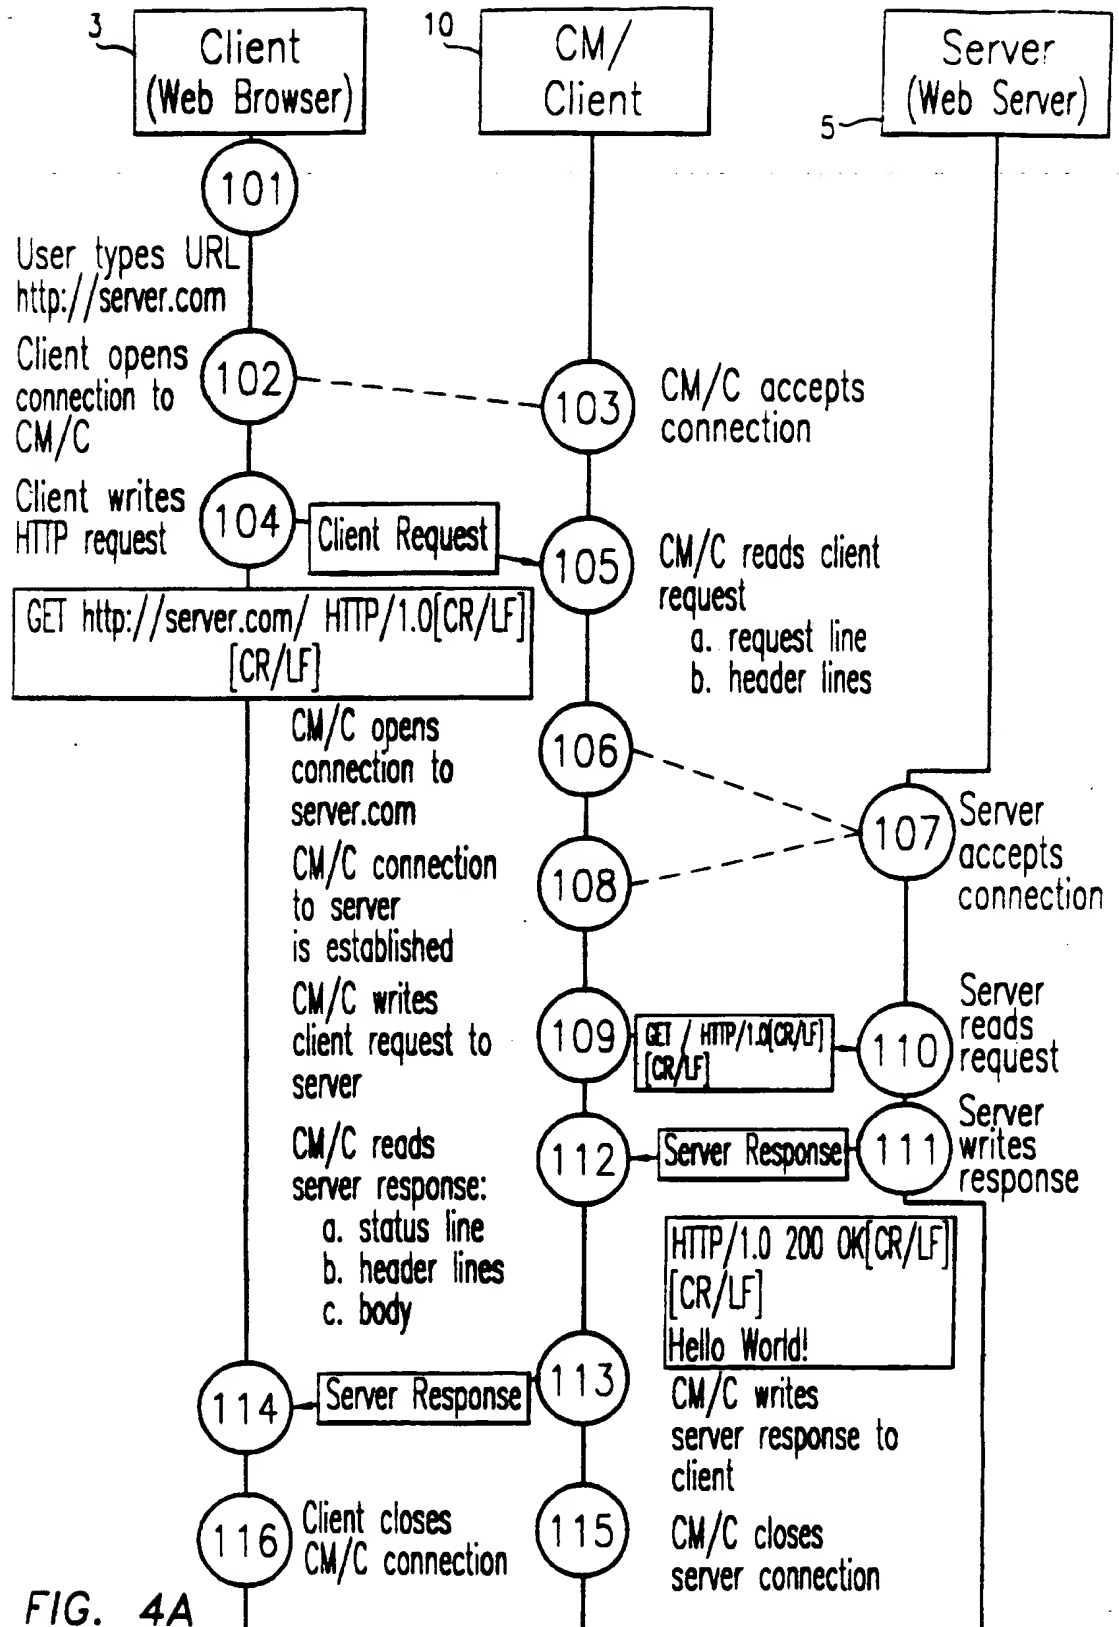 3
Client
(Web Browser)
10
CM/
Client
Server
(Web Server)
5
101
User types URL
http://server.com
Client opens
connection to
CM/C
102
103
CM/C accepts
connection
Client writes
HTTP request
104
Client Request
105
CM/C reads client
request
a. request line
b. header lines
GET http://server.com/ HTTP/1.0[CR/LF]
[CR/LF]
CM/C opens
connection to
server.com
106
107
Server
accepts
connection
CM/C connection
to server
is established
108
CM/C writes
client request to
server
109
GET / HTTP/1.0[CR/LF]
[CR/LF]
110
Server
reads
request
CM/C reads
server response:
a. status line
b. header lines
c. body
112
Server Response
111
Server
writes
response
HTTP/1.0 200 OK[CR/LF]
[CR/LF]
Hello World!
114
Server Response
113
CM/C writes
server response to
client
116
Client closes
CM/C connection
115
CM/C closes
server connection
FIG. 4A